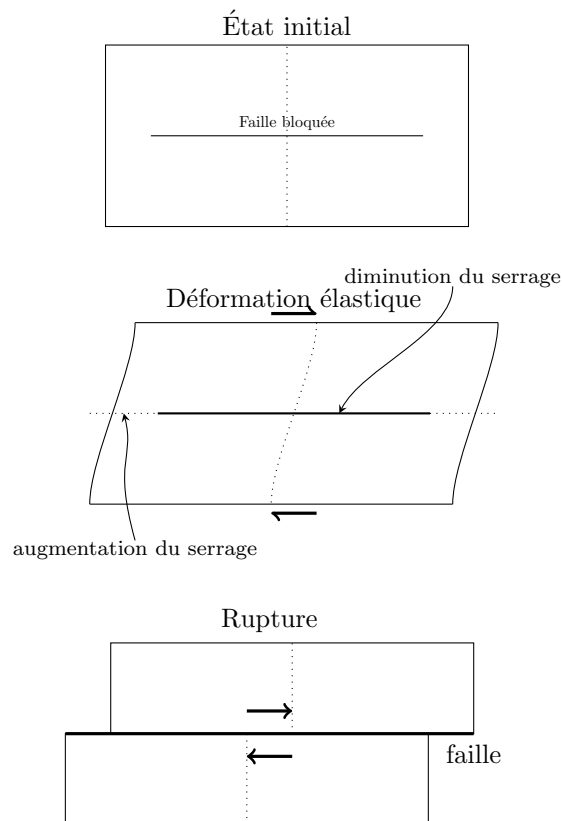 État initial
Faille bloquée
diminution du serrage
Déformation élastique
augmentation du serrage
Rupture
faille